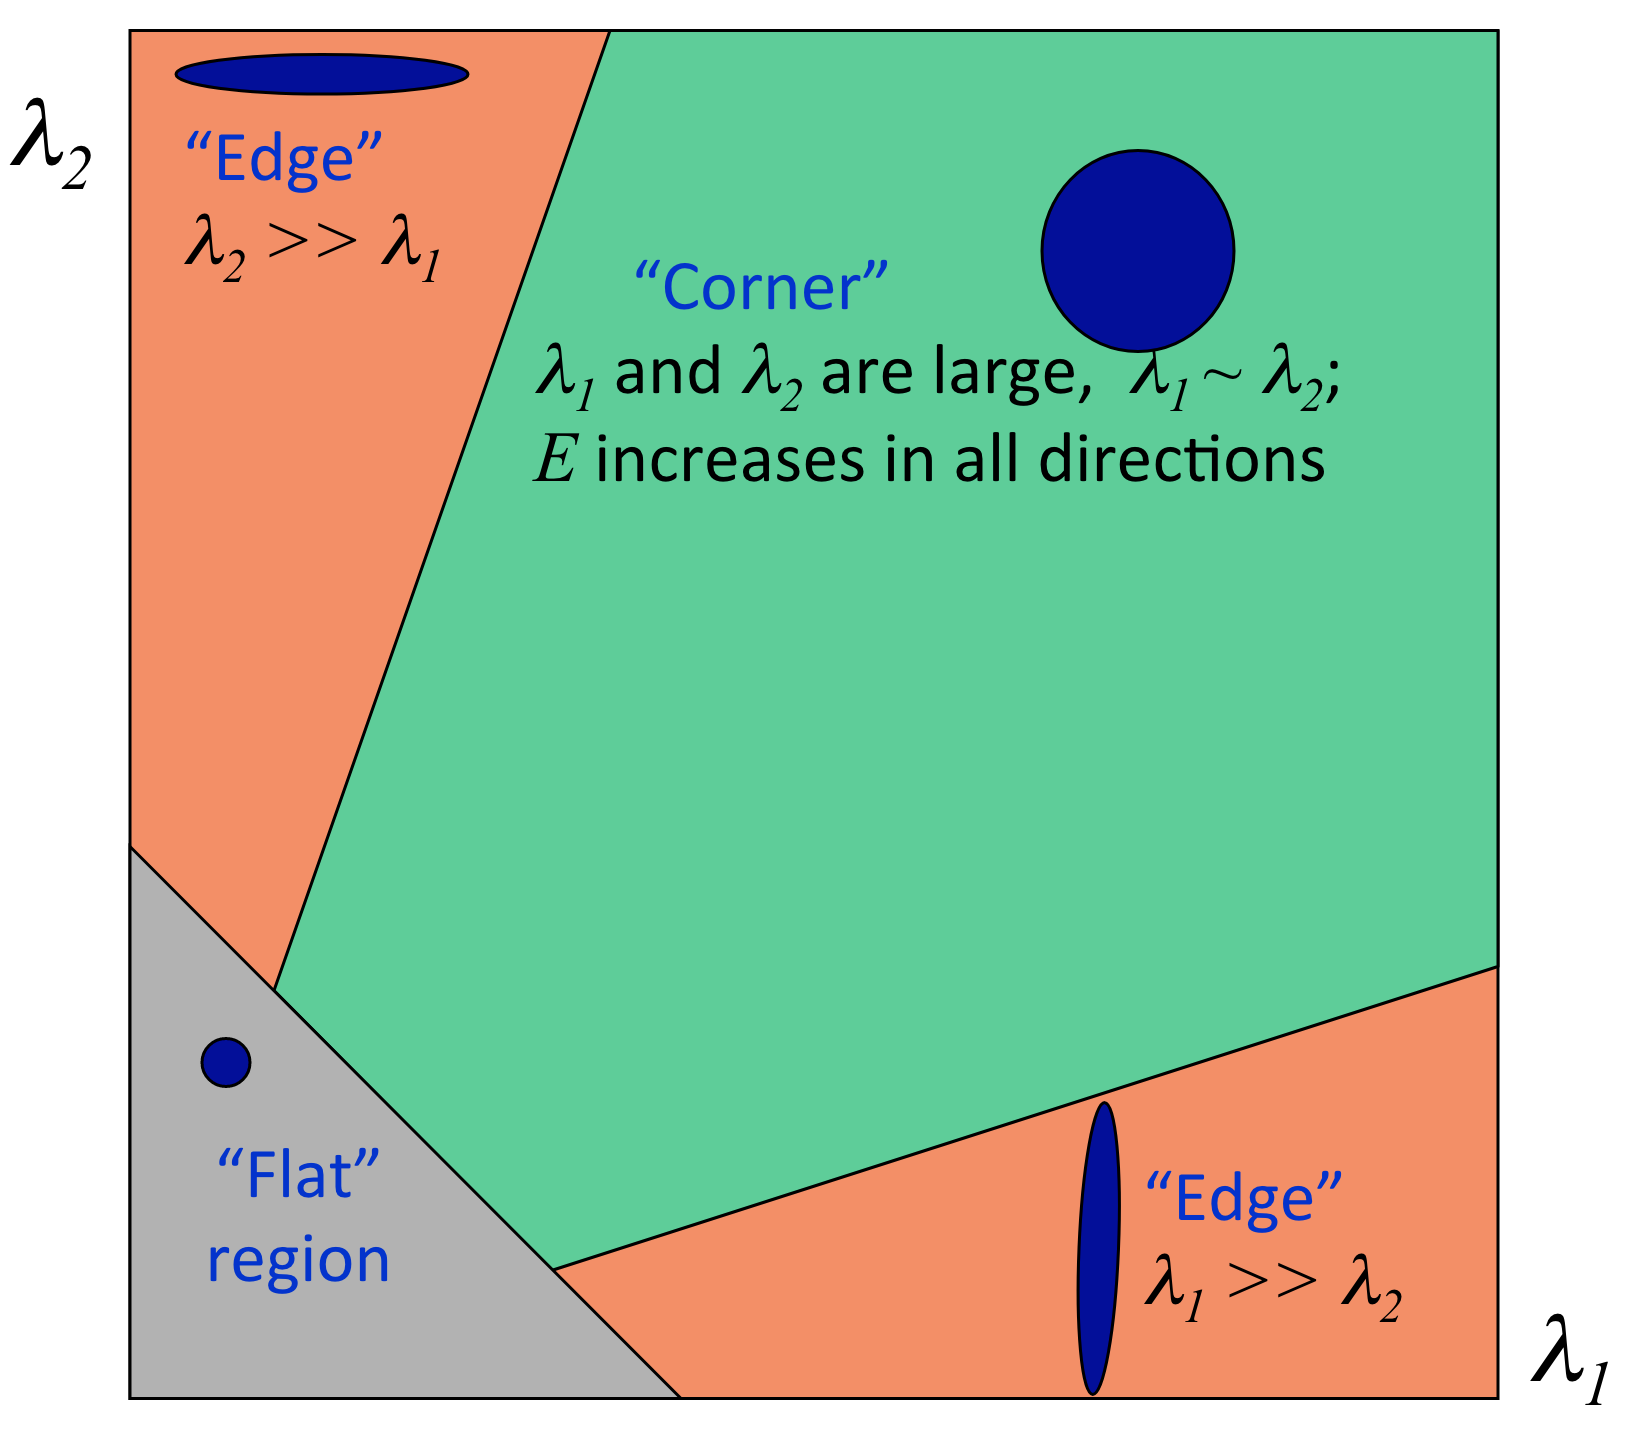 λ2
“Edge”
λ2 >> λ1
“Corner”
λ1 and λ2 are large, λ1 ~ λ2;
E increases in all directions
“Flat”
region
“Edge”
λ1 >> λ2
λ1